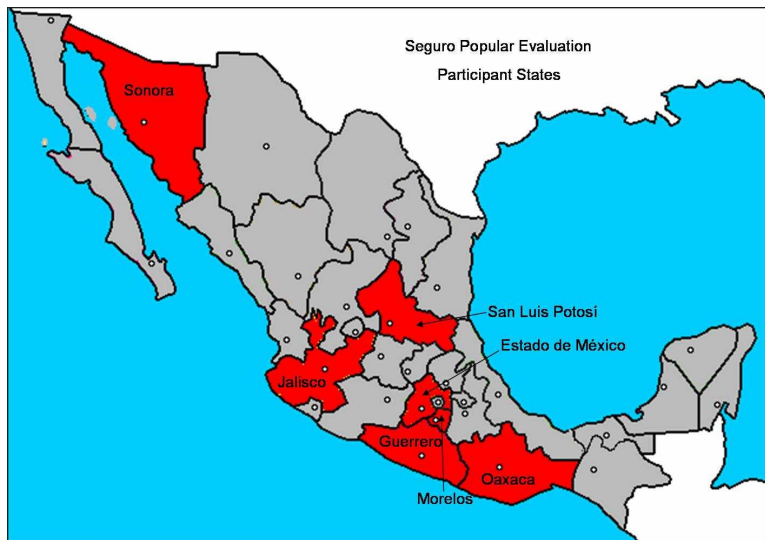 Seguro Popular Evaluation
Participant States
Sonora
San Luis Potosí
Estado de México
Jalisco
Guerrero
Oaxaca
Morelos